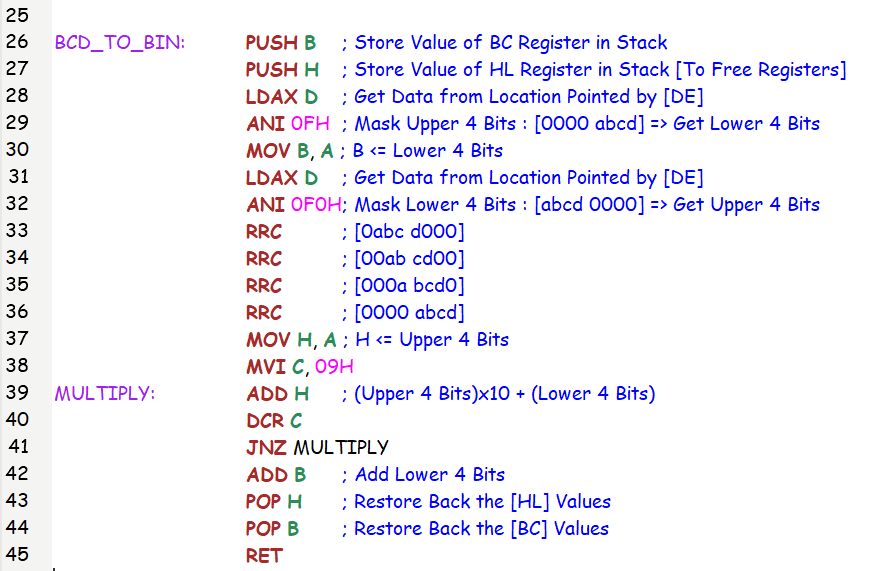 25
26 BCD_TO_BIN: PUSH B ; Store Value of BC Register in Stack
27 PUSH H ; Store Value of HL Register in Stack [To Free Registers]
28 LDAX D ; Get Data from Location Pointed by [DE]
29 ANI 0FH ; Mask Upper 4 Bits : [0000 abcd] => Get Lower 4 Bits
30 MOV B, A ; B <= Lower 4 Bits
31 LDAX D ; Get Data from Location Pointed by [DE]
32 ANI 0F0H; Mask Lower 4 Bits : [abcd 0000] => Get Upper 4 Bits
33 RRC ; [0abc d000]
34 RRC ; [00ab cd00]
35 RRC ; [000a bcd0]
36 RRC ; [0000 abcd]
37 MOV H, A ; H <= Upper 4 Bits
38 MVI C, 09H
39 MULTIPLY: ADD H ; (Upper 4 Bits)x10 + (Lower 4 Bits)
40 DCR C
41 JNZ MULTIPLY
42 ADD B ; Add Lower 4 Bits
43 POP H ; Restore Back the [HL] Values
44 POP B ; Restore Back the [BC] Values
45 RET